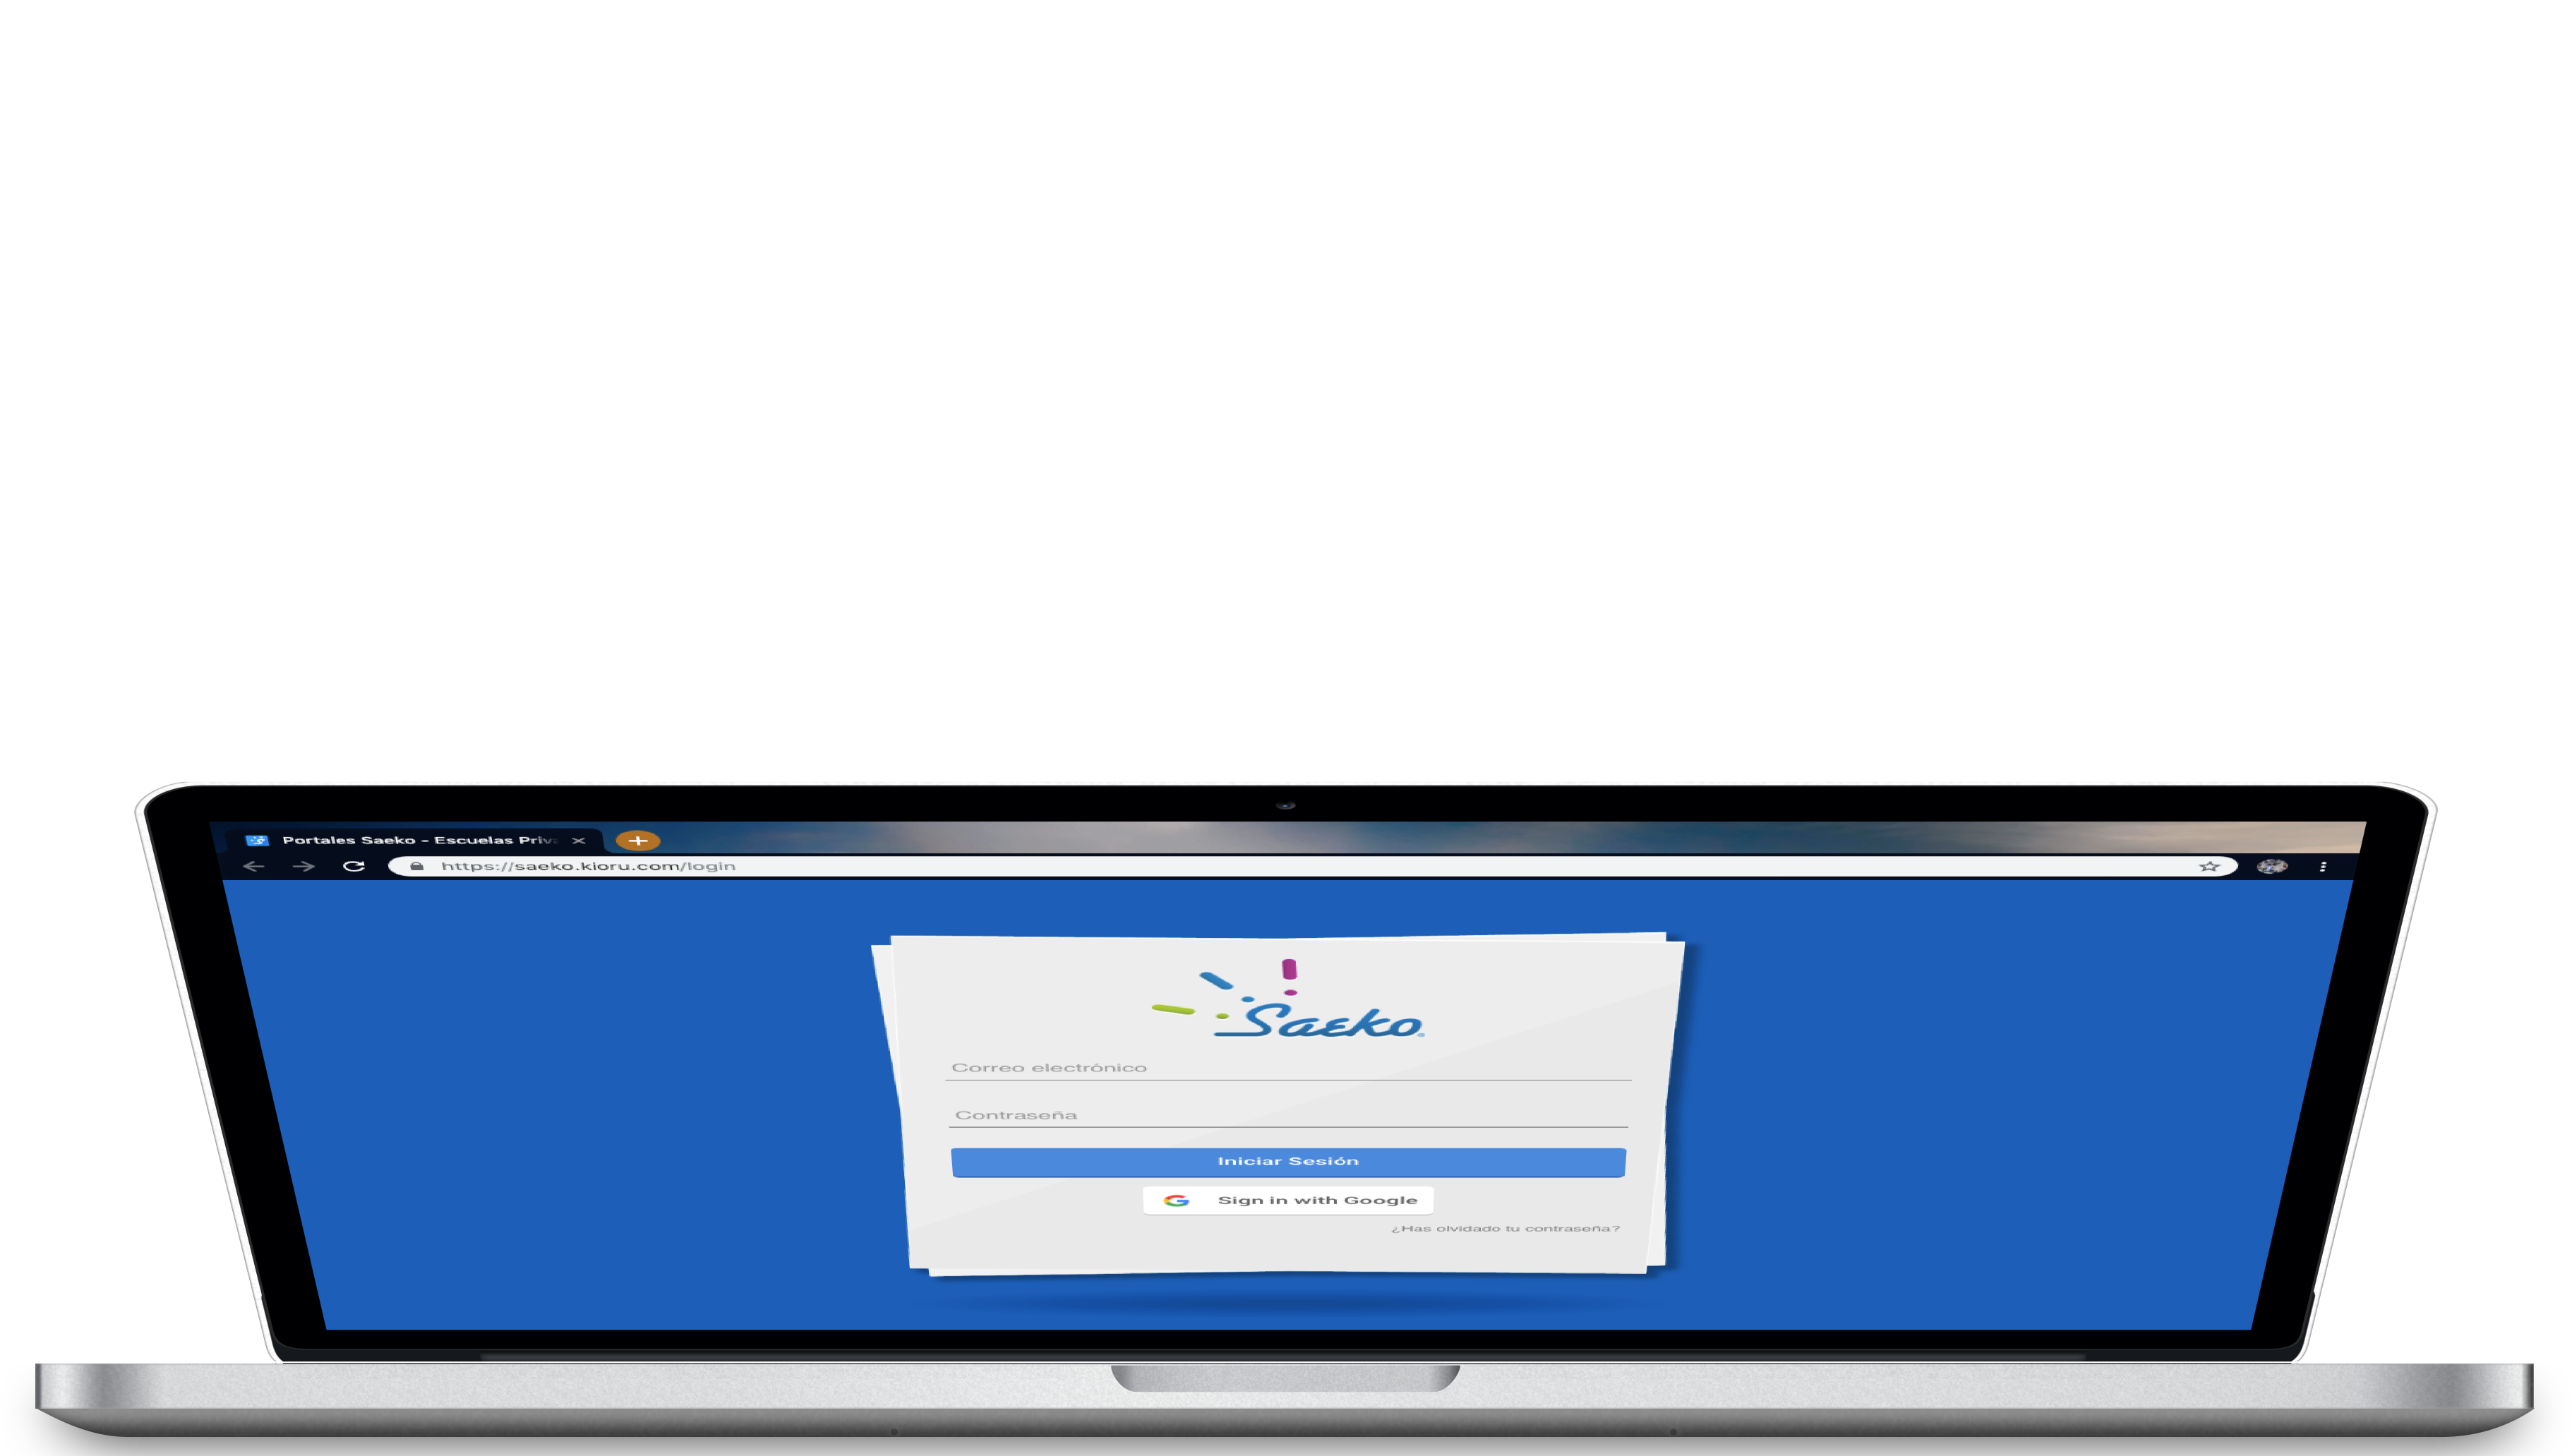 Portales Saeko - Escuelas Priv
https://saeko.kioru.com/login
Saeko
Correo electrónico
Contraseña
Iniciar Sesión
Sign in with Google
¿Has olvidado tu contraseña?